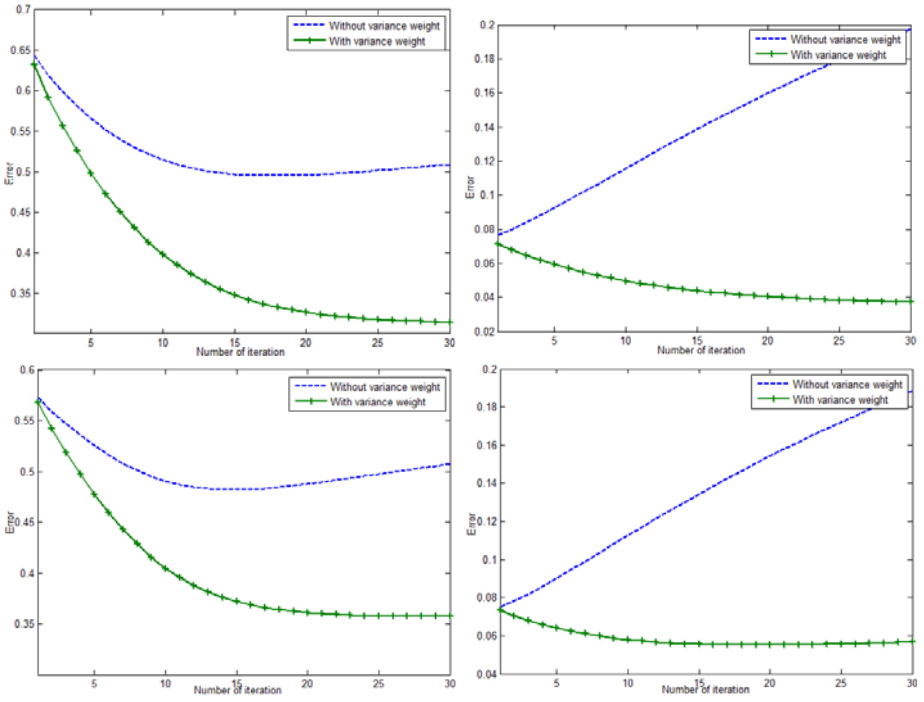 0.7
0.65
0.6
0.55
0.5
0.45
0.4
0.35
Error
5 10 15 20 25 30
Number of iteration
Without variance weight
With variance weight
0.2
0.18
0.16
0.14
0.12
0.1
0.08
0.06
0.04
0.02
Error
5 10 15 20 25 30
Number of iteration
Without variance weight
With variance weight
0.6
0.55
0.5
0.45
0.4
0.35
Error
5 10 15 20 25 30
Number of iteration
Without variance weight
With variance weight
0.2
0.18
0.16
0.14
0.12
0.1
0.08
0.06
0.04
Error
5 10 15 20 25 30
Number of iteration
Without variance weight
With variance weight